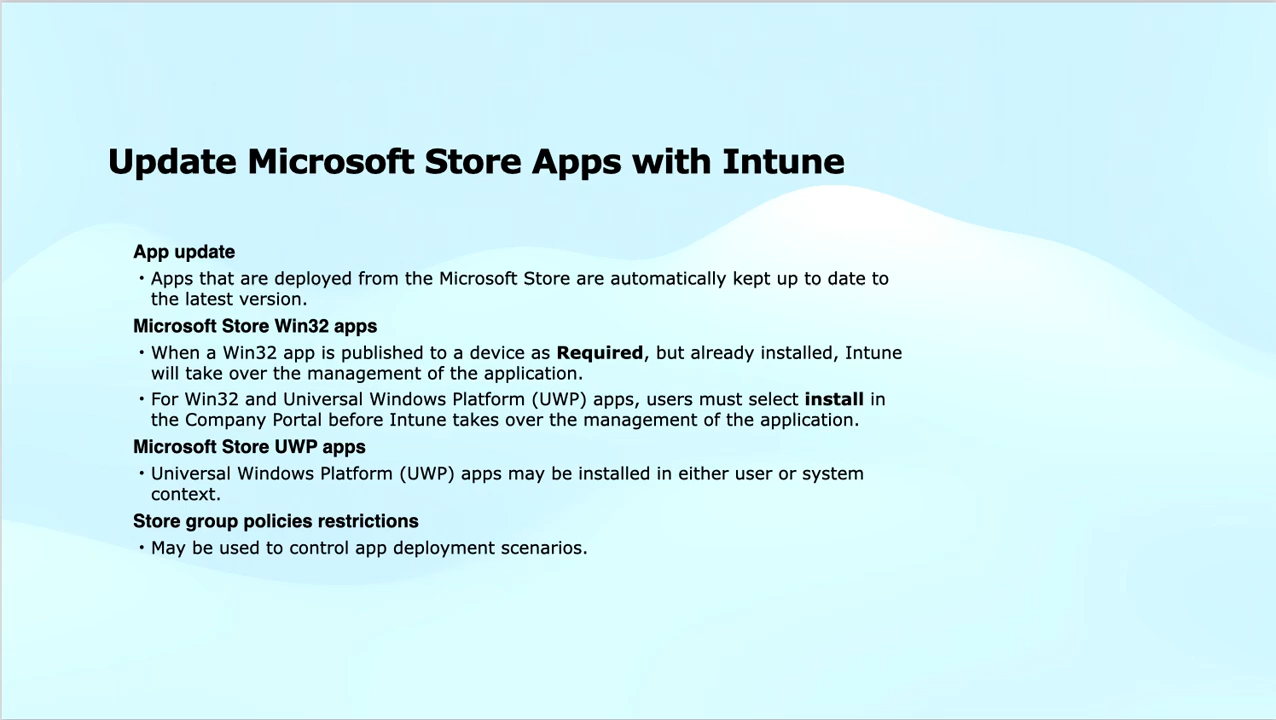 Update Microsoft Store Apps with Intune
App update
• Apps that are deployed from the Microsoft Store are automatically kept up to date to
the latest version.
Microsoft Store Win32 apps
• When a Win32 app is published to a device as Required, but already installed, Intune
will take over the management of the application.
• For Win32 and Universal Windows Platform (UWP) apps, users must select install in
the Company Portal before Intune takes over the management of the application.
Microsoft Store UWP apps
• Universal Windows Platform (UWP) apps may be installed in either user or system
context.
Store group policies restrictions
• May be used to control app deployment scenarios.